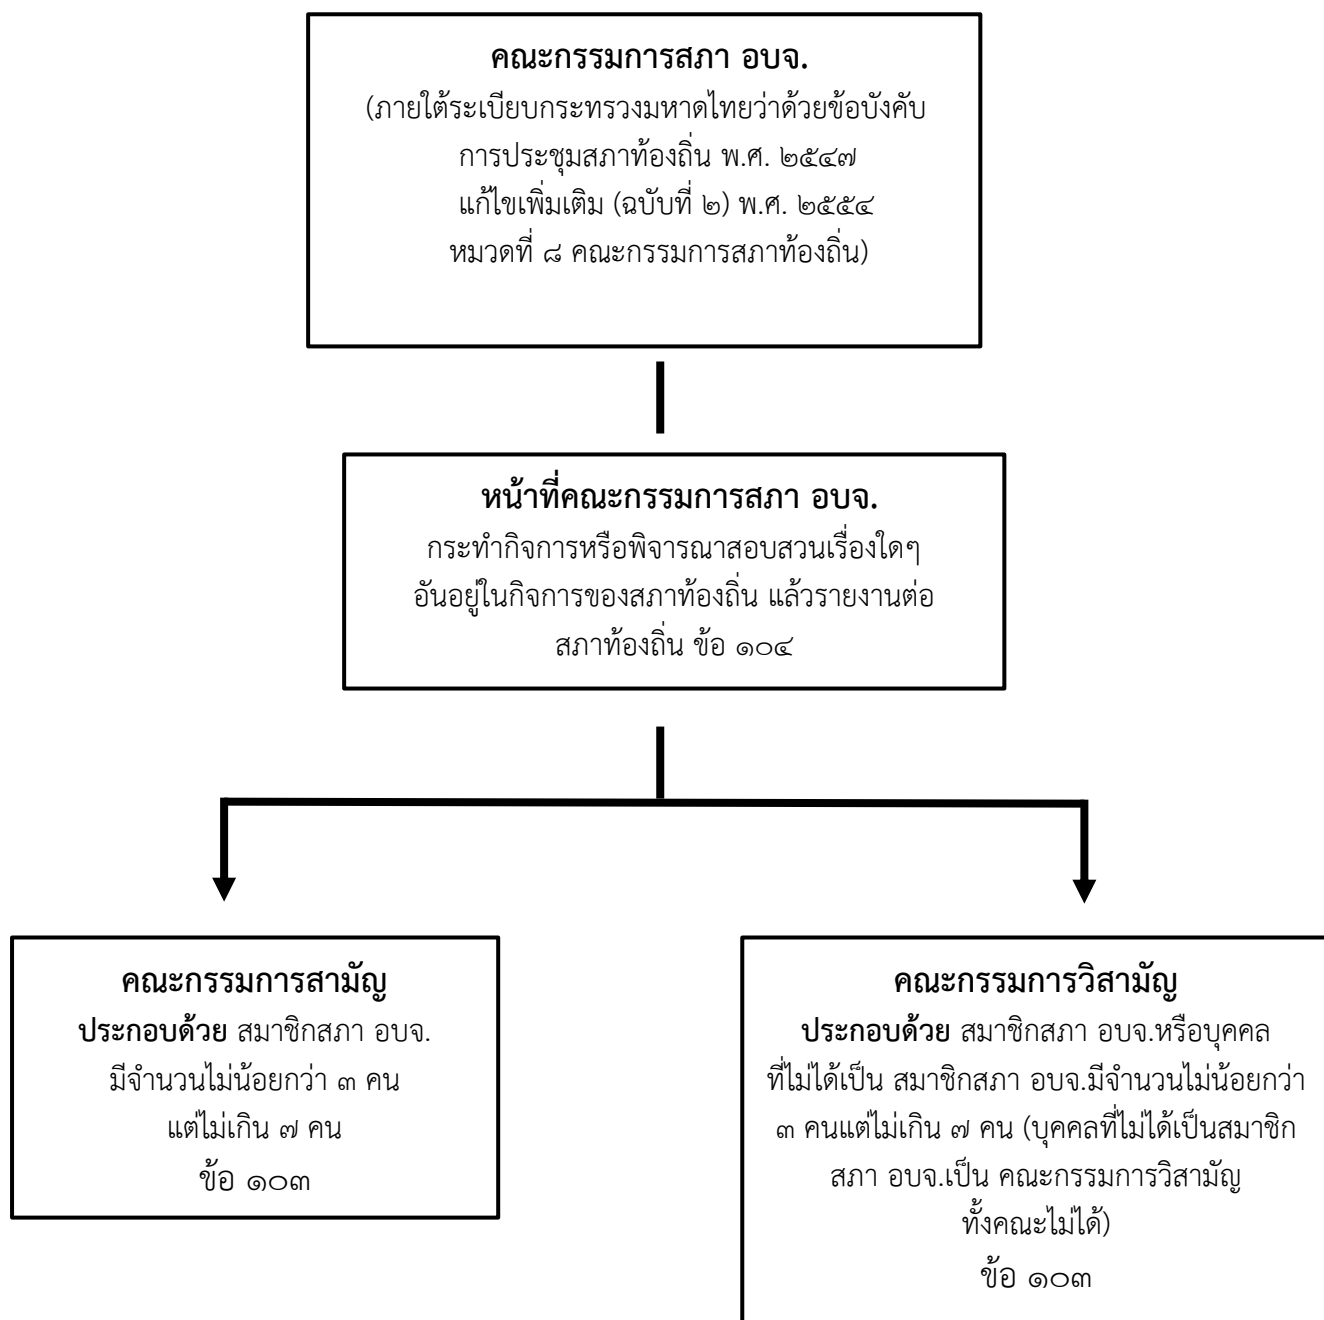 คณะกรรมการสภา อบจ.
(ภายใต้ระเบียบกระทรวงมหาดไทยว่าด้วยข้อบังคับ
การประชุมสภาท้องถิ่น พ.ศ. ๒๕๔๗
แก้ไขเพิ่มเติม (ฉบับที่ ๒) พ.ศ. ๒๕๕๔
หมวดที่ ๘ คณะกรรมการสภาท้องถิ่น)
หน้าที่คณะกรรมการสภา อบจ.
กระทำกิจการหรือพิจารณาสอบสวนเรื่องใดๆ
อันอยู่ในกิจการของสภาท้องถิ่น แล้วรายงานต่อ
สภาท้องถิ่น ข้อ ๑๐๔
คณะกรรมการสามัญ
ประกอบด้วย สมาชิกสภา อบจ.
มีจำนวนไม่น้อยกว่า ๓ คน
แต่ไม่เกิน ๗ คน
ข้อ ๑๐๓
คณะกรรมการวิสามัญ
ประกอบด้วย สมาชิกสภา อบจ.หรือบุคคล
ที่ไม่ได้เป็น สมาชิกสภา อบจ.มีจำนวนไม่น้อยกว่า
๓ คนแต่ไม่เกิน ๗ คน (บุคคลที่ไม่ได้เป็นสมาชิก
สภา อบจ.เป็น คณะกรรมการวิสามัญ
ทั้งคณะไม่ได้)
ข้อ ๑๐๓